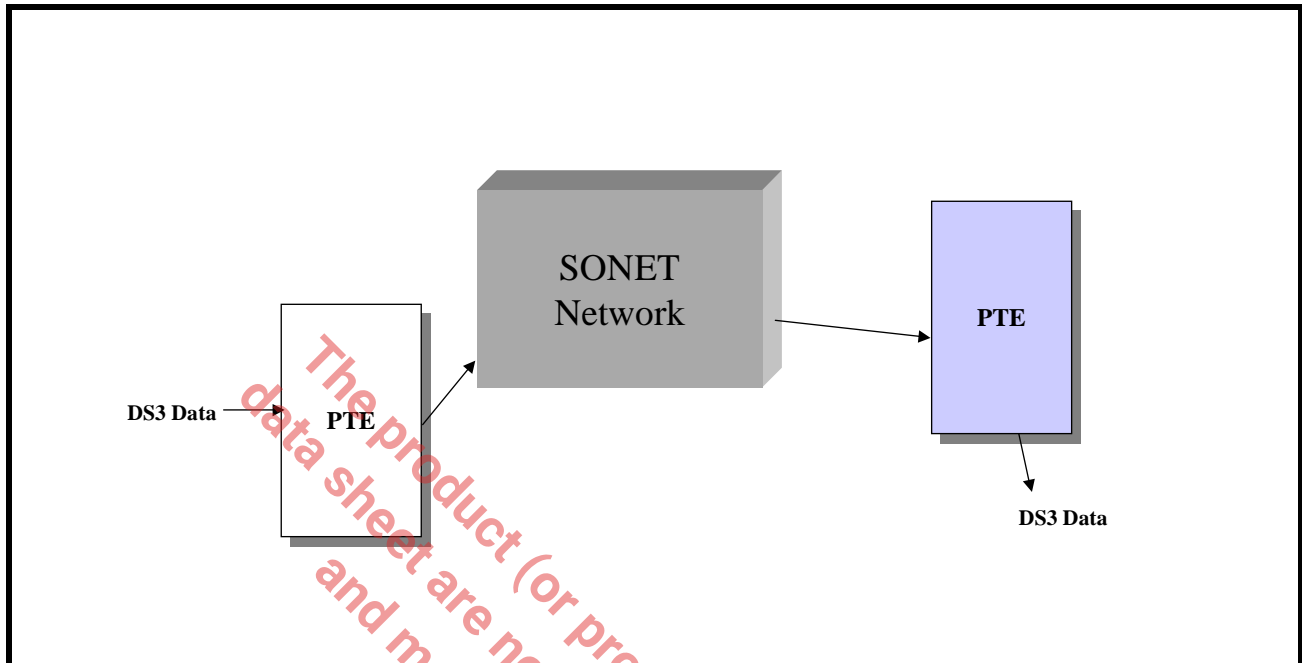 SONET
Network
PTE
DS3 Data
PTE
DS3 Data
The product (or pro
data sheet are no
and m